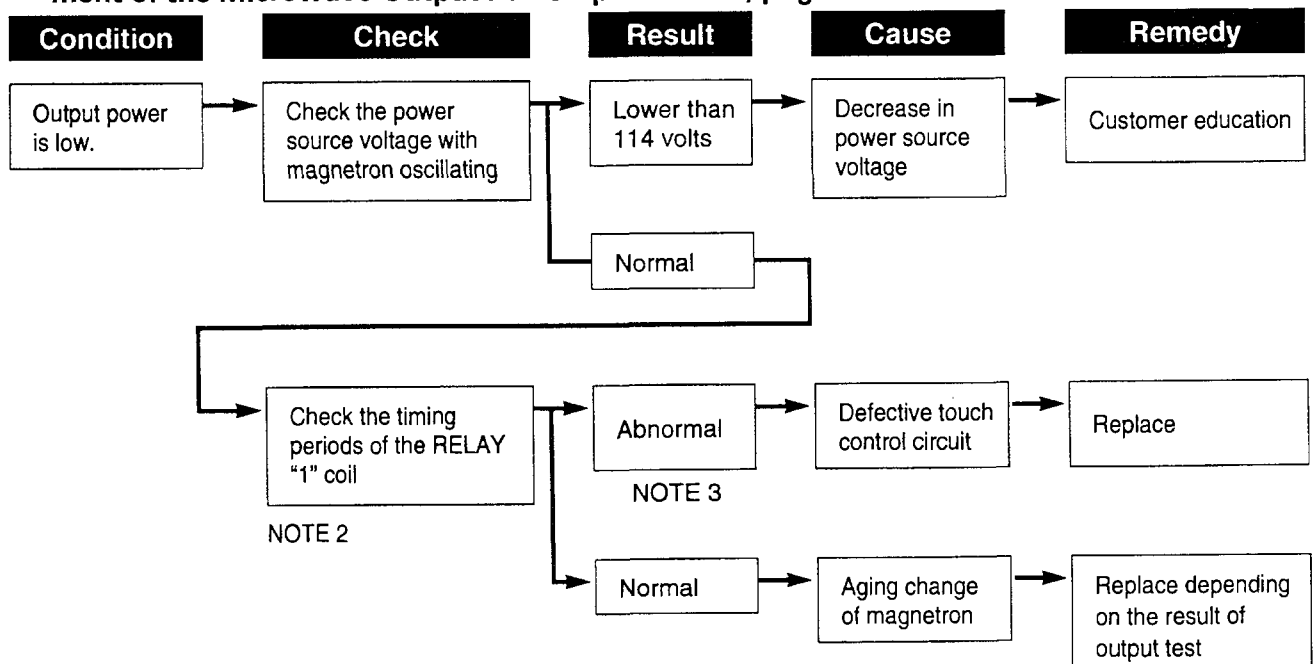 Condition
Check
Result
Cause
Remedy
Output power
is low.
Check the power
source voltage with
magnetron oscillating
Lower than
114 volts
Decrease in
power source
voltage
Customer education
Normal
Check the timing
periods of the RELAY
“1” coil
NOTE 2
Abnormal
NOTE 3
Defective touch
control circuit
Replace
Normal
Aging change
of magnetron
Replace depending
on the result of
output test